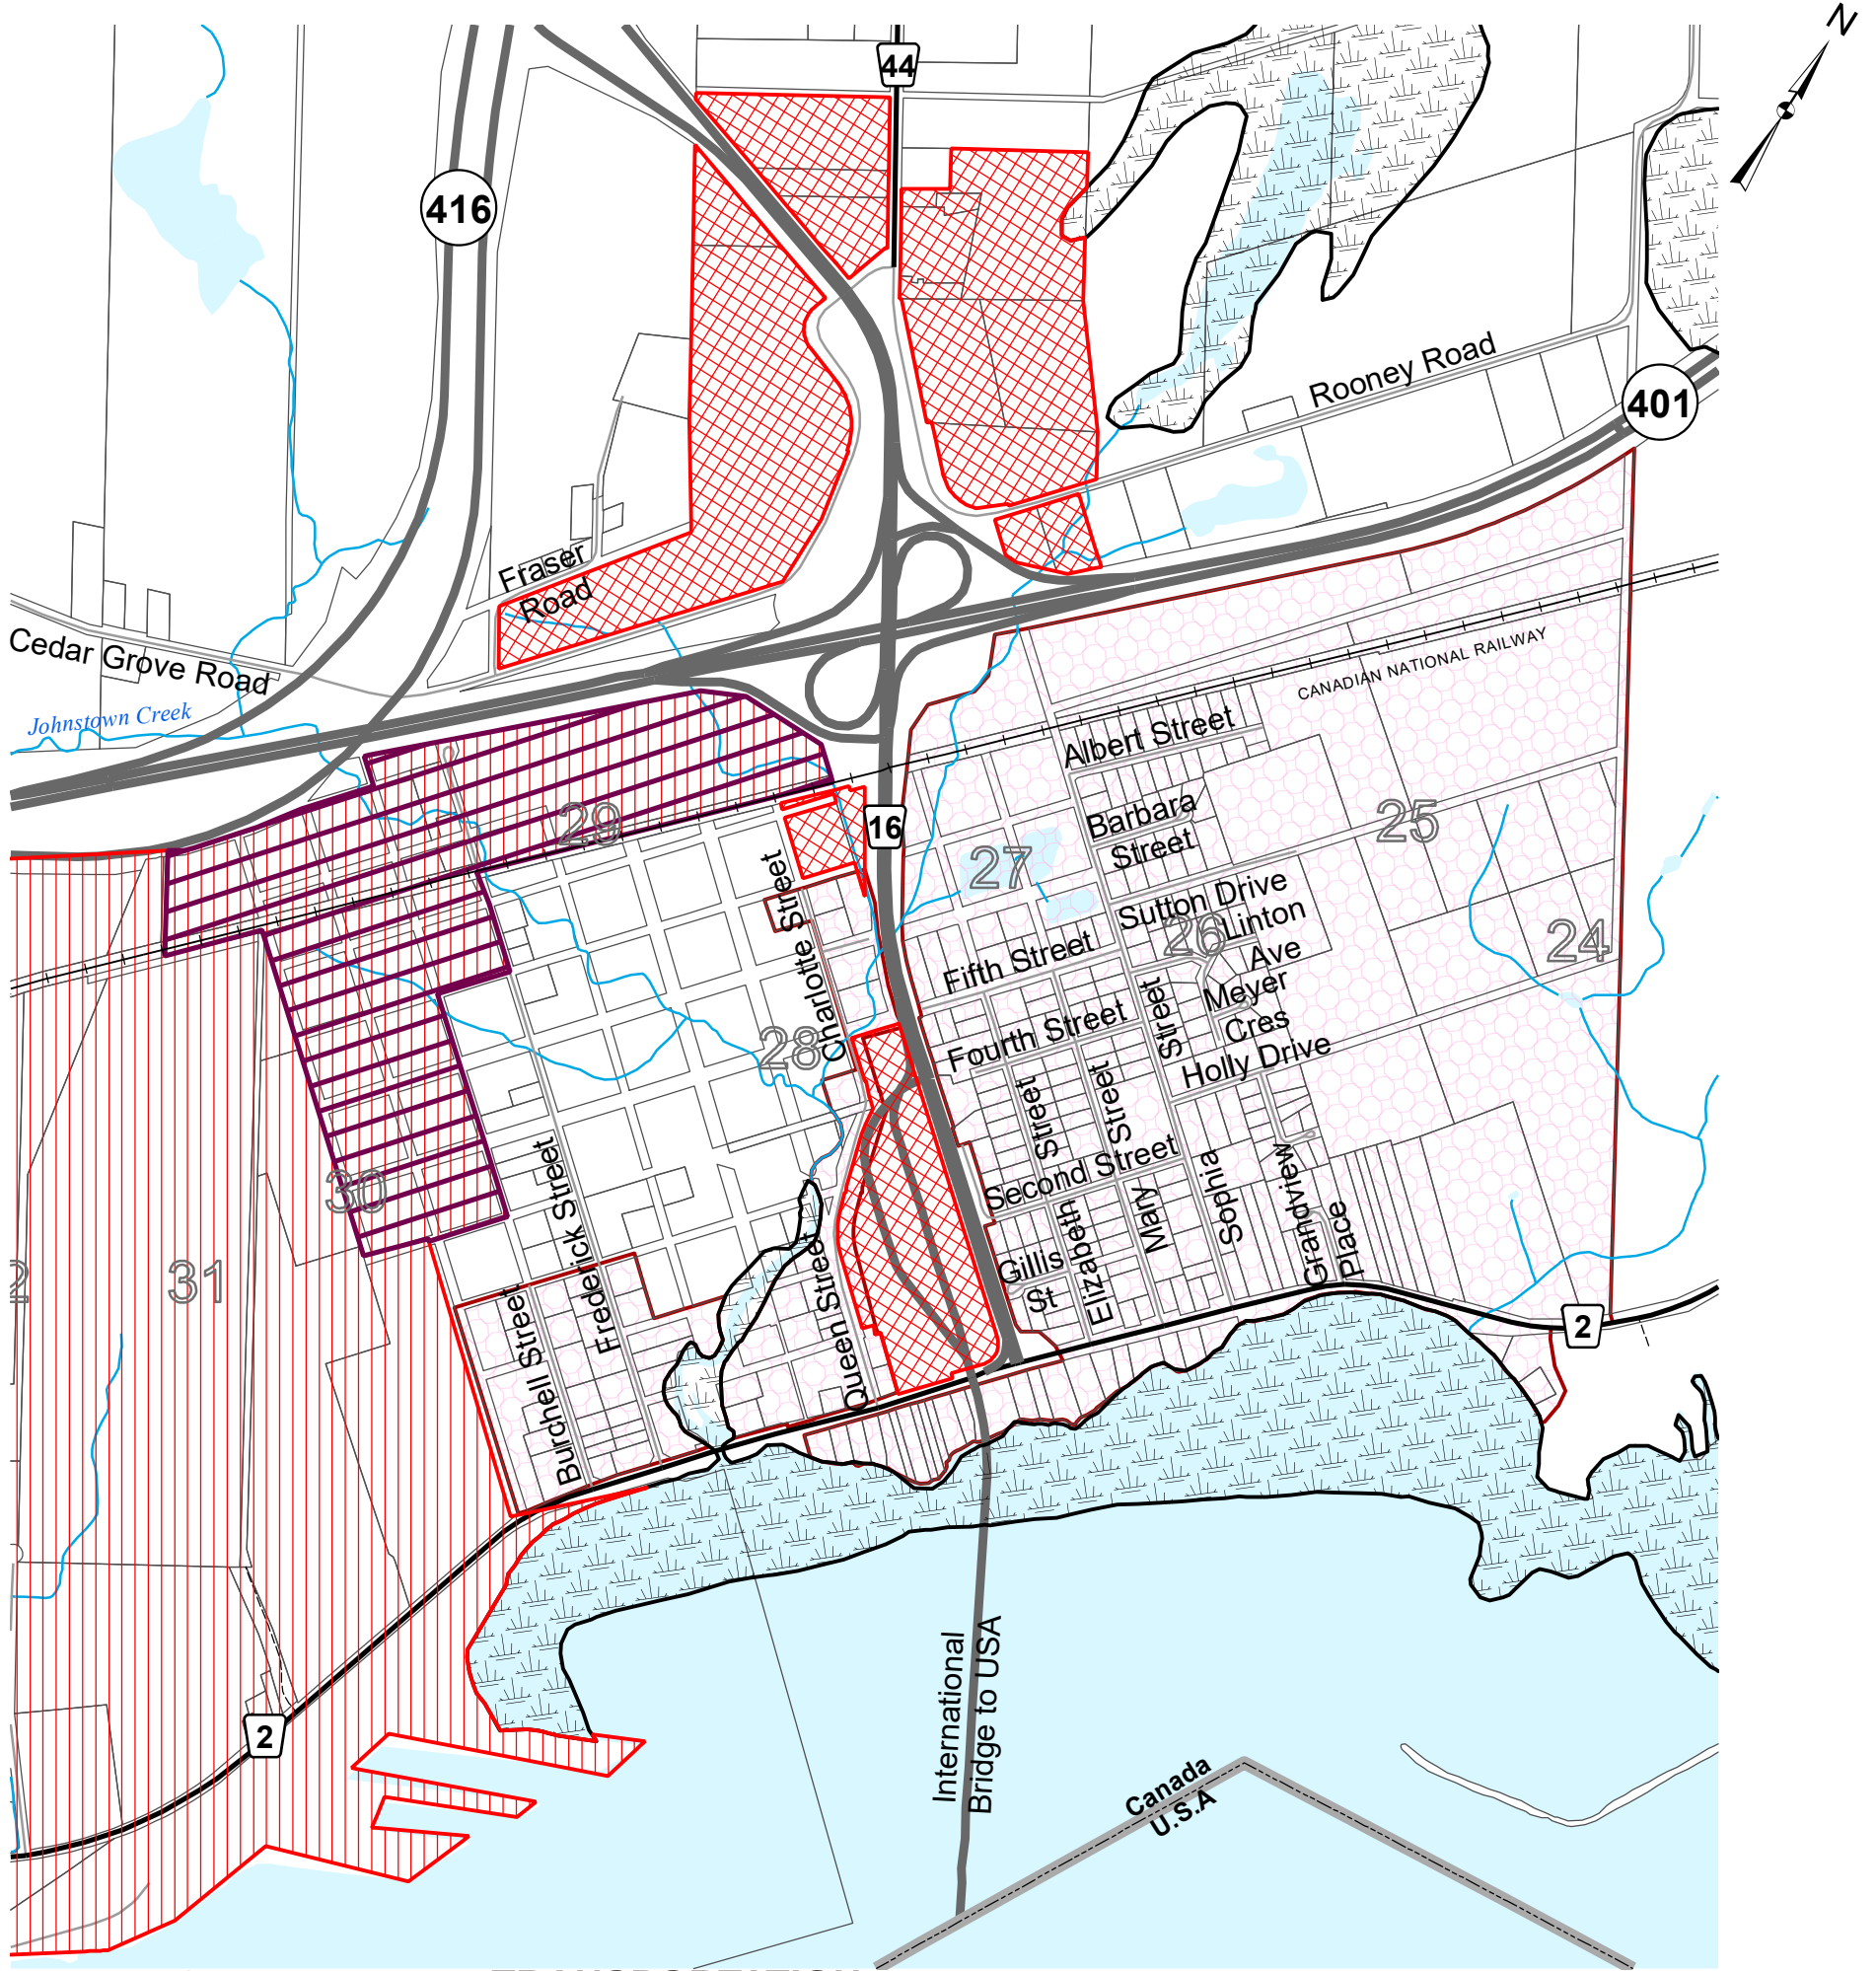 N
44
416
Rooney Road
401
Fraser
Road
Cedar Grove Road
CANADIAN NATIONAL RAILWAY
Johnstown Creek
Albert Street
29
16
Barbara
Street
25
27
Charlotte Street
Sutton Drive
26
Linton
Ave
24
Fifth Street
Meyer
Cres
28
Fourth Street
Street
Holly Drive
Street
Street
Second Street
30
Frederick Street
Sophia
Grandview
Place
Mary
Elizabeth
31
Gillis
St
Queen Street
Burchell Street
2
2
International
Bridge to USA
Canada
U.S.A